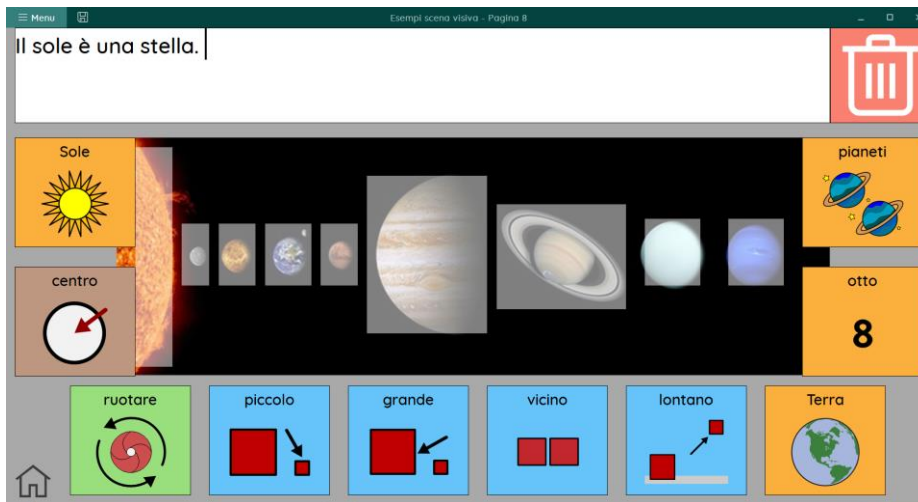 Menu
Esempi scena visiva - Pagina 8
Il sole è una stella.
Sole
pianeti
centro
otto
8
ruotare
piccolo
grande
vicino
lontano
Terra